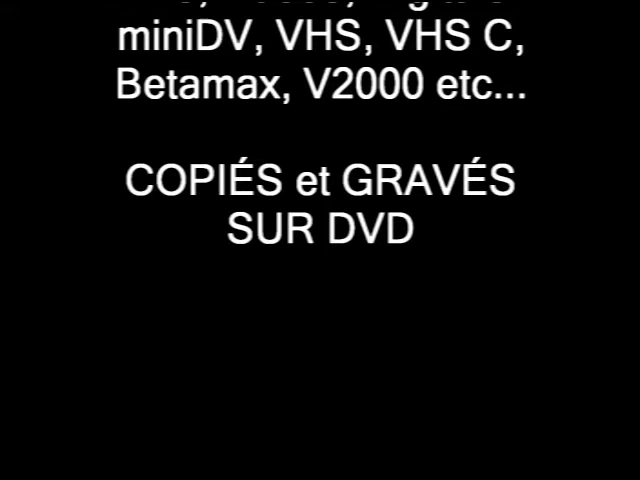 miniDV, VHS, VHS C,
Betamax, V2000 etc...
COPIÉS et GRAVÉS
SUR DVD